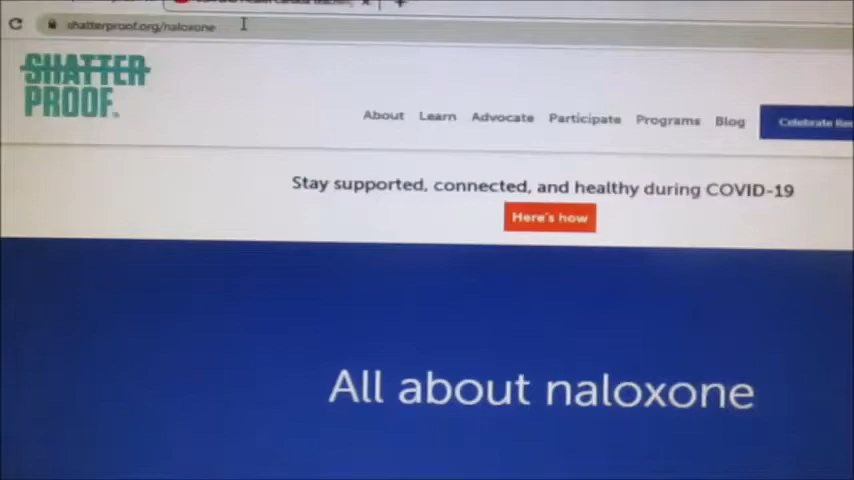 shatterproof.org/naloxone
SHATTER
PROOF
About Learn Advocate Participate Programs Blog Celebrate
Stay supported, connected, and healthy during COVID-19
Here's how
All about naloxone